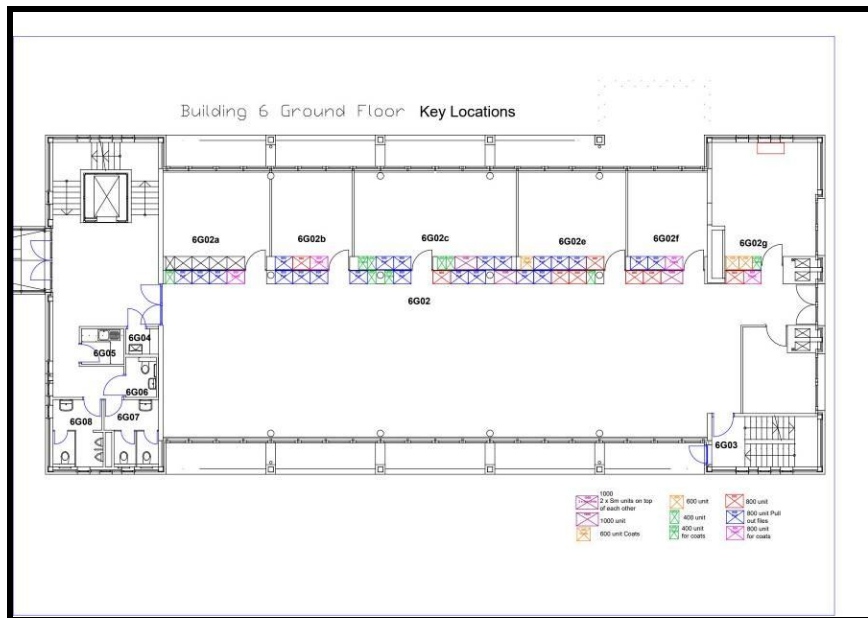 Building 6 Ground Floor Key Locations
6G02a
6G02b
6G02c
6G02e
6G02f
6G02g
6G02
6G04
6G05
6G06
6G08
6G07
6G03
1000
2 x Sm units on top
of each other
1000 unit
600 unit Coats
600 unit
400 unit
400 unit
for coats
800 unit
800 unit Pull
out files
800 unit
for coats